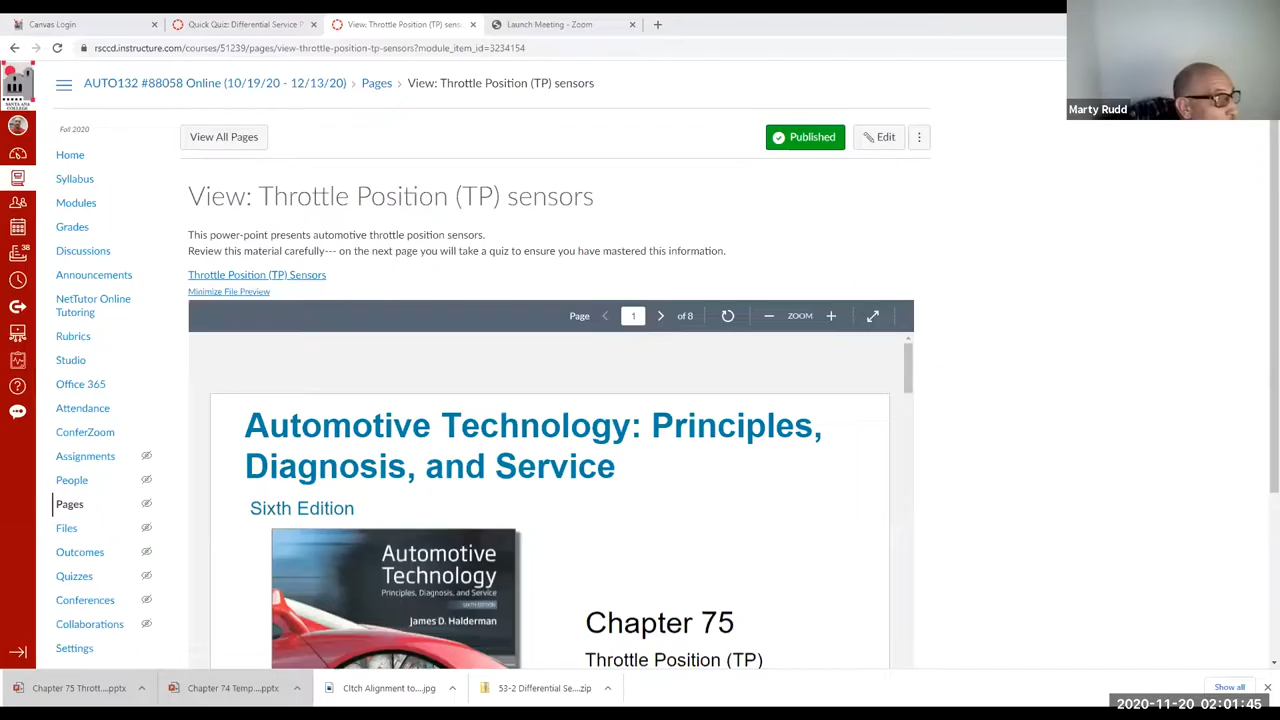 Canvas Login
Quick Quiz: Differential Service P
View: Throttle Position (TP) sens
Launch Meeting - Zoom
rsccd.instructure.com/courses/51239/pages/view-throttle-position-tp-sensors?module_item_id=3234154
Marty Rudd
SANTA ANA
COLLEGE
AUTO132 #88058 Online (10/19/20 - 12/13/20) > Pages > View: Throttle Position (TP) sensors
Fall 2020
View All Pages
Published
Edit
Home
Syllabus
Modules
Grades
Discussions
Announcements
NetTutor Online
Tutoring
Rubrics
Studio
Office 365
Attendance
ConferZoom
Assignments
People
Pages
Files
Outcomes
Quizzes
Conferences
Collaborations
Settings
38
View: Throttle Position (TP) sensors
This power-point presents automotive throttle position sensors.
Review this material carefully--- on the next page you will take a quiz to ensure you have mastered this information.
Throttle Position (TP) Sensors
Minimize File Preview
Page 1 of 8 ZOOM
Automotive Technology: Principles,
Diagnosis, and Service
Sixth Edition
Automotive
Technology
Principles, Diagnosis, and Service
SIXTH EDITION
James D. Halderman
Chapter 75
Throttle Position (TP)
Chapter 75 Thrott....pptx
Chapter 74 Temp....pptx
Cltch Alignment to....jpg
53-2 Differential Se....zip
Show all
2020-11-20 02:01:45